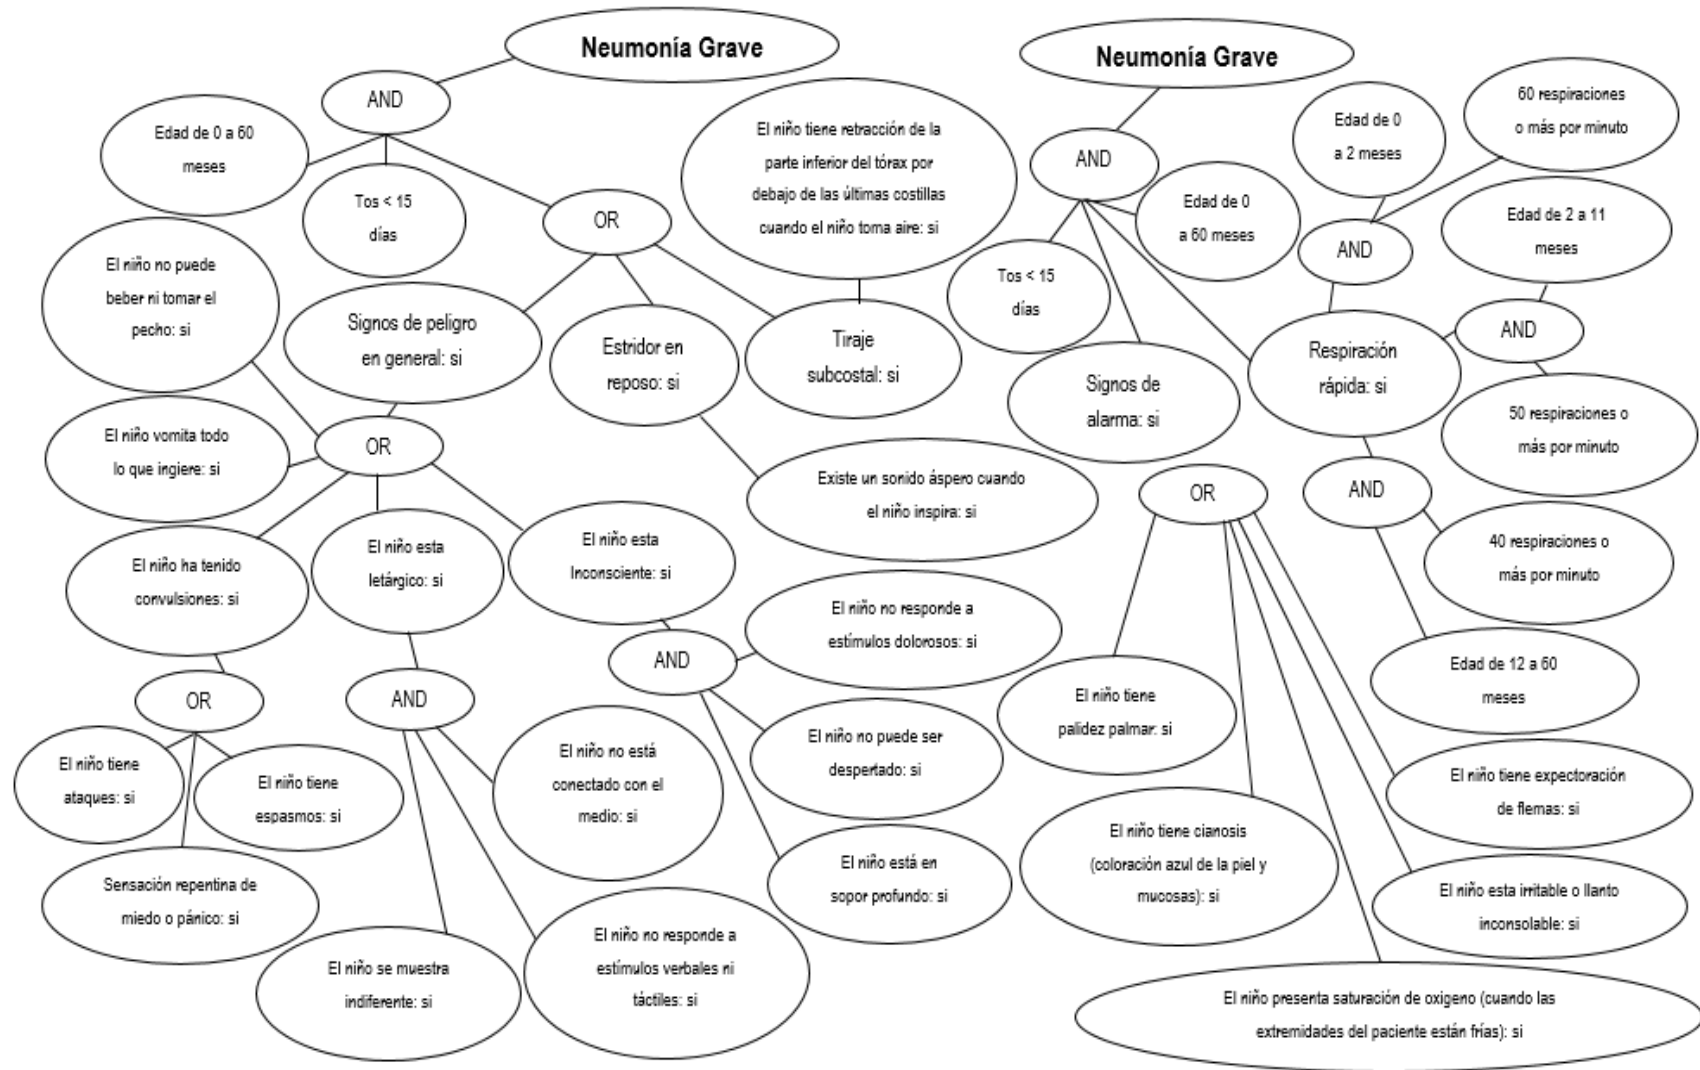 Neumonía Grave
AND
Edad de 0 a 60
meses
Tos < 15
días
OR
El niño tiene retracción de la
parte inferior del tórax por
debajo de las últimas costillas
cuando el niño toma aire: si
El niño no puede
beber ni tomar el
pecho: si
Signos de peligro
en general: si
Estridor en
reposo: si
Tiraje
subcostal: si
El niño vomita todo
lo que ingiere: si
OR
Existe un sonido áspero cuando
el niño inspira: si
El niño ha tenido
convulsiones: si
El niño esta
letárgico: si
El niño esta
Inconsciente: si
OR
AND
AND
El niño no responde a
estímulos dolorosos: si
El niño tiene
ataques: si
El niño tiene
espasmos: si
El niño no está
conectado con el
medio: si
El niño no puede ser
despertado: si
Sensación repentina de
miedo o pánico: si
El niño está en
sopor profundo: si
El niño se muestra
indiferente: si
El niño no responde a
estímulos verbales ni
táctiles: si
Neumonía Grave
AND
Edad de 0
a 2 meses
60 respiraciones
o más por minuto
Tos < 15
días
Edad de 0
a 60 meses
AND
Edad de 2 a 11
meses
Signos de
alarma: si
Respiración
rápida: si
AND
50 respiraciones o
más por minuto
OR
AND
40 respiraciones o
más por minuto
Edad de 12 a 60
meses
El niño tiene
palidez palmar: si
El niño tiene expectoración
de flemas: si
El niño tiene cianosis
(coloración azul de la piel y
mucosas): si
El niño esta irritable o llanto
inconsolable: si
El niño presenta saturación de oxigeno (cuando las
extremidades del paciente están frías): si